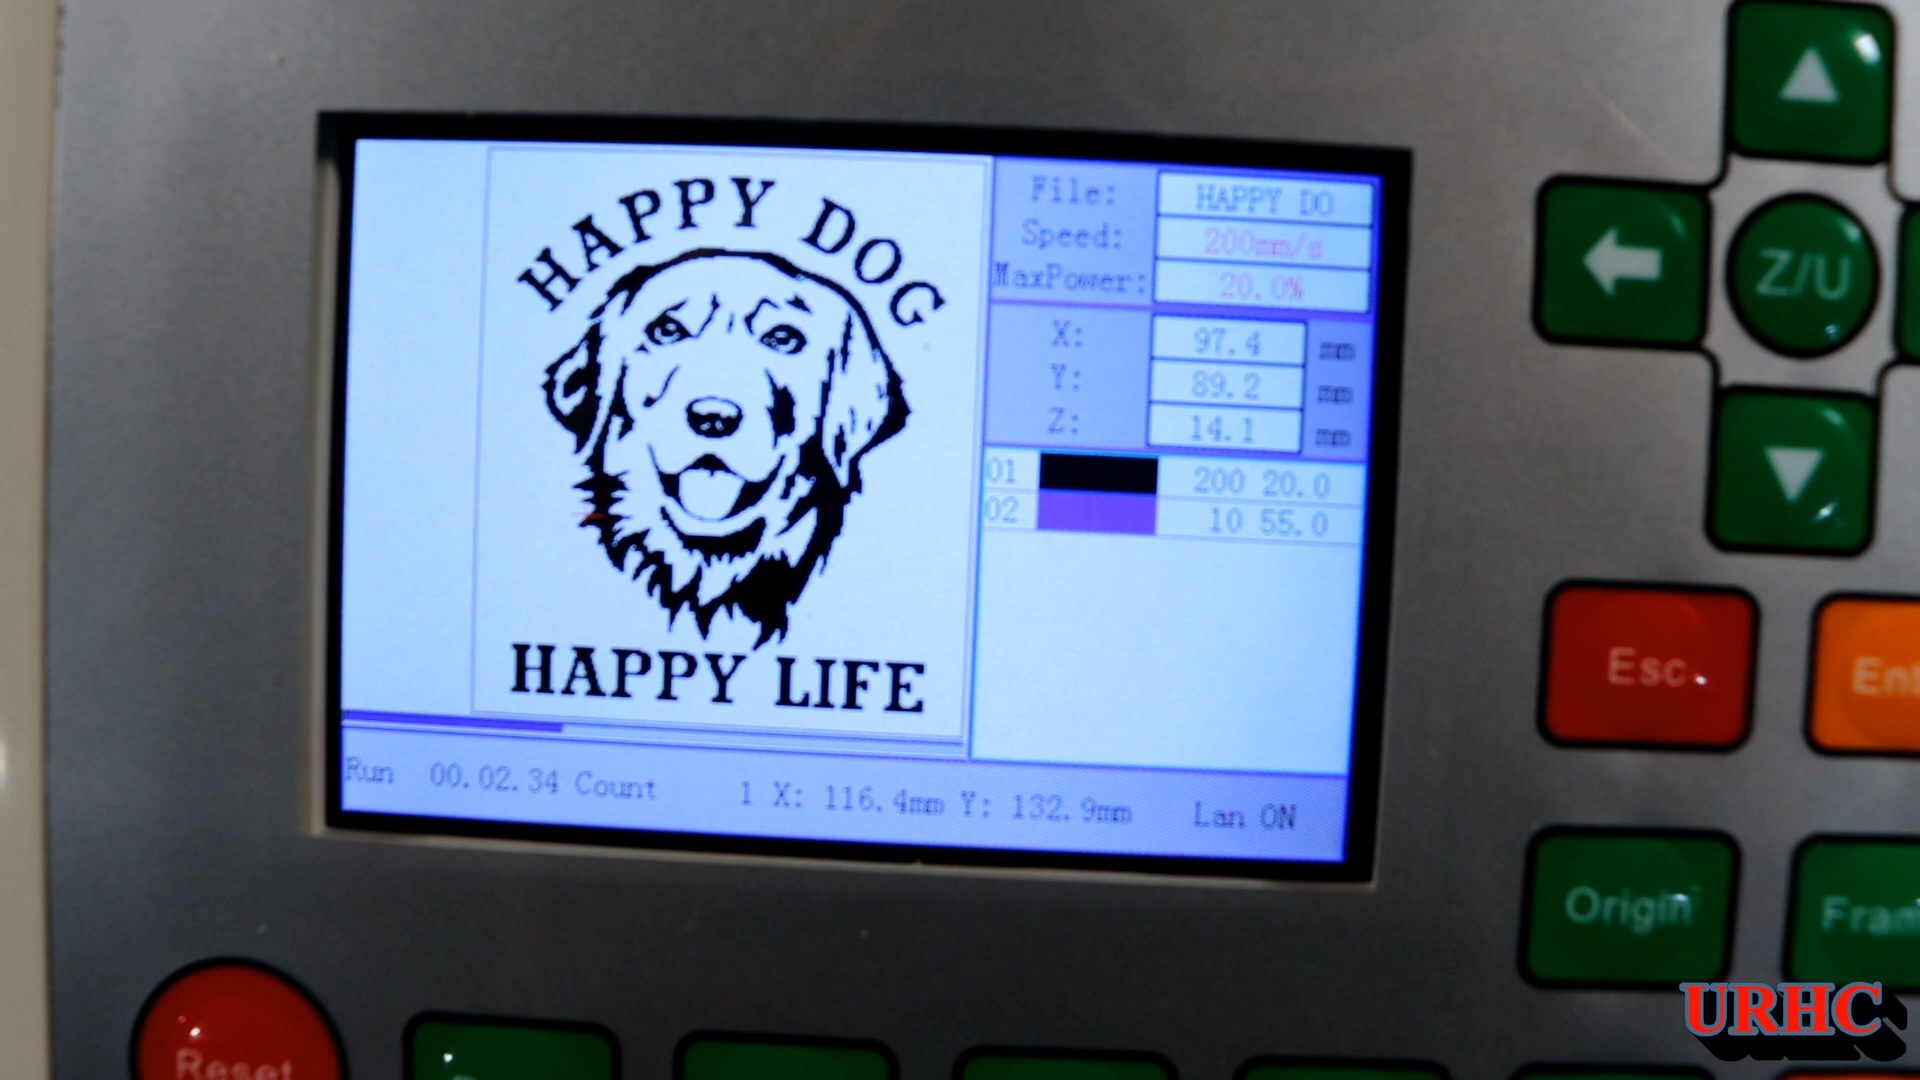 HAPPY DOG
HAPPY LIFE
File: HAPPY DO
Speed: 200mm/s
MaxPower: 20.0%
X: 97.4 mm
Y: 89.2 mm
Z: 14.1 mm
01 200 20.0
02 10 55.0
Run 00.02.34 Count 1 X: 116.4mm Y: 132.9mm Lan ON
Z/U
Esc
Ent
Origin
Fram
Reset
URHC